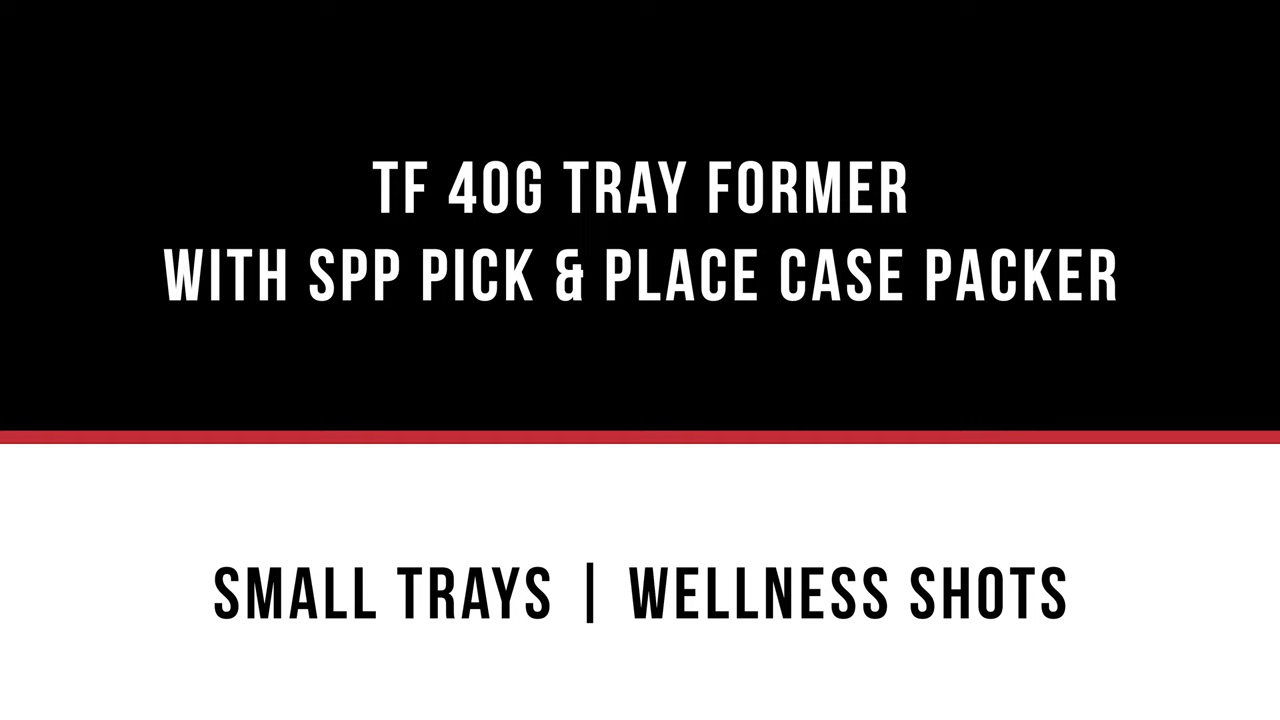 TF 40G TRAY FORMER
WITH SPP PICK & PLACE CASE PACKER
SMALL TRAYS | WELLNESS SHOTS